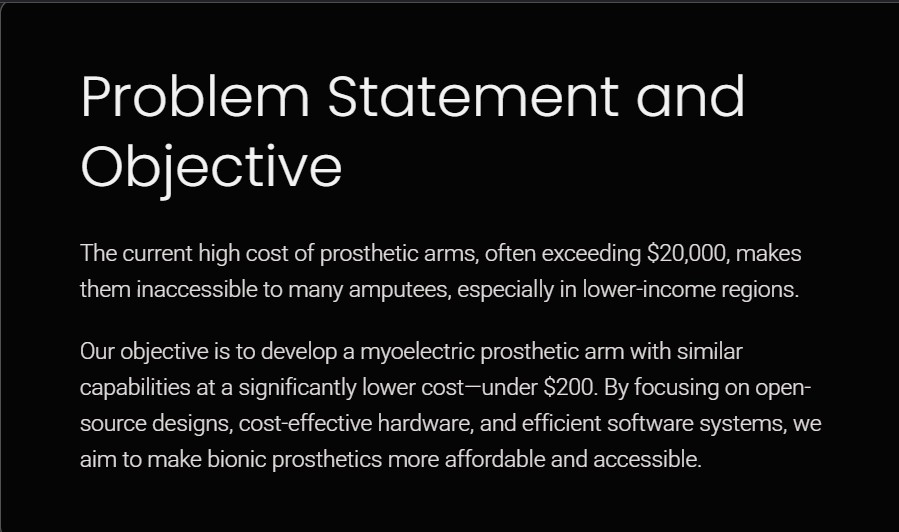 Problem Statement and
Objective
The current high cost of prosthetic arms, often exceeding $20,000, makes
them inaccessible to many amputees, especially in lower-income regions.
Our objective is to develop a myoelectric prosthetic arm with similar
capabilities at a significantly lower cost—under $200. By focusing on open-
source designs, cost-effective hardware, and efficient software systems, we
aim to make bionic prosthetics more affordable and accessible.